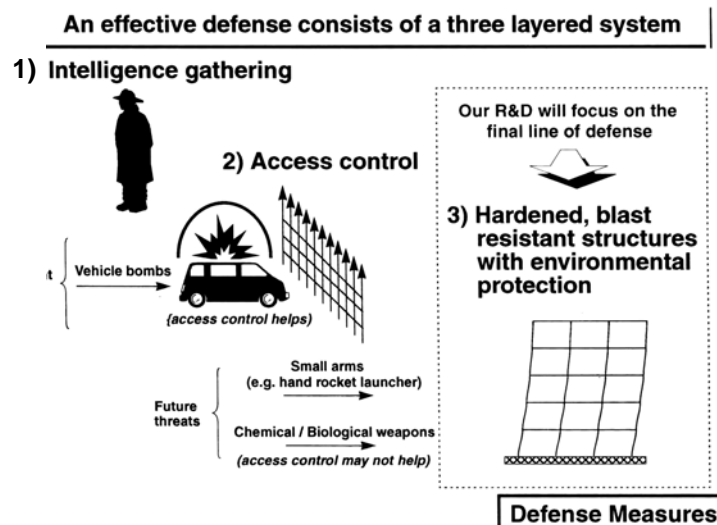 An effective defense consists of a three layered system
1) Intelligence gathering
Our R&D will focus on the
final line of defense
2) Access control
3) Hardened, blast
resistant structures
with environmental
protection
Vehicle bombs
{access control helps)
Small arms
(e.g. hand rocket launcher)
Future
threats
Chemical / Biological weapons
(access control may not help)
Defense Measures